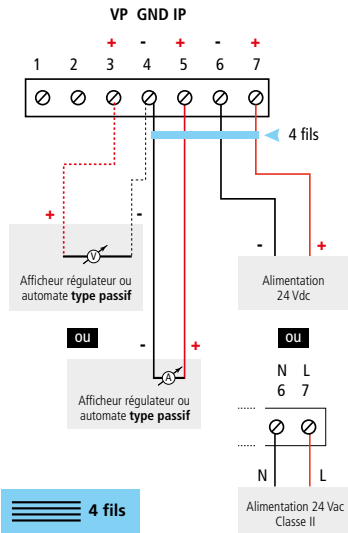 VP GND IP
+ - + - +
1 2 3 4 5 6 7
4 fils
+ -
V
Afficheur régulateur ou
automate type passif
- +
Alimentation
24 Vdc
ou
ou
- +
A
Afficheur régulateur ou
automate type passif
N L
6 7
N L
Alimentation 24 Vac
Classe II
4 fils